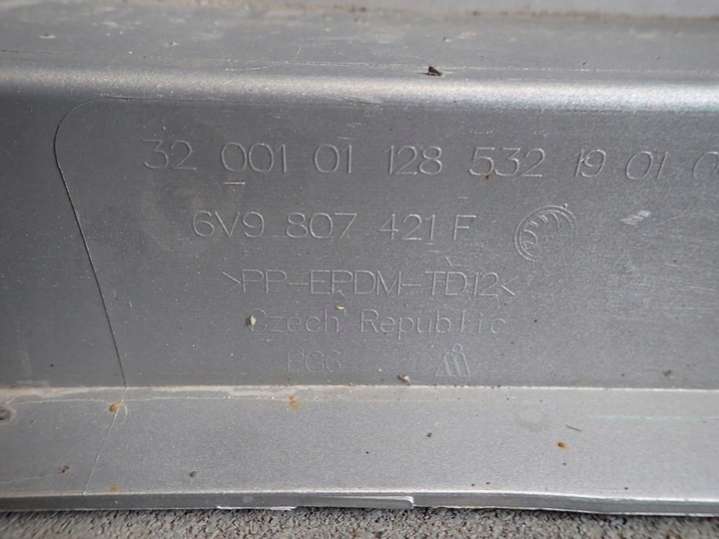 32 001 01 128 532 19 01
6V9 807 421 F
>PP-EPDM-TD12<
Czech Republic